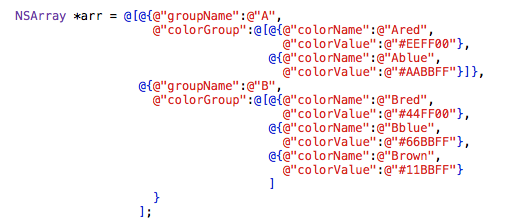 NSArray *arr = @[@{@"groupName":@"A",
@"colorGroup":@[@{@"colorName":@"Ared",
@"colorValue":@"#EEFF00"},
@{@"colorName":@"Ablue",
@"colorValue":@"#AABBFF"}]},
@{@"groupName":@"B",
@"colorGroup":@[@{@"colorName":@"Bred",
@"colorValue":@"#44FF00"},
@{@"colorName":@"Bblue",
@"colorValue":@"#66BBFF"},
@{@"colorName":@"Brown",
@"colorValue":@"#11BBFF"}
]
}
];